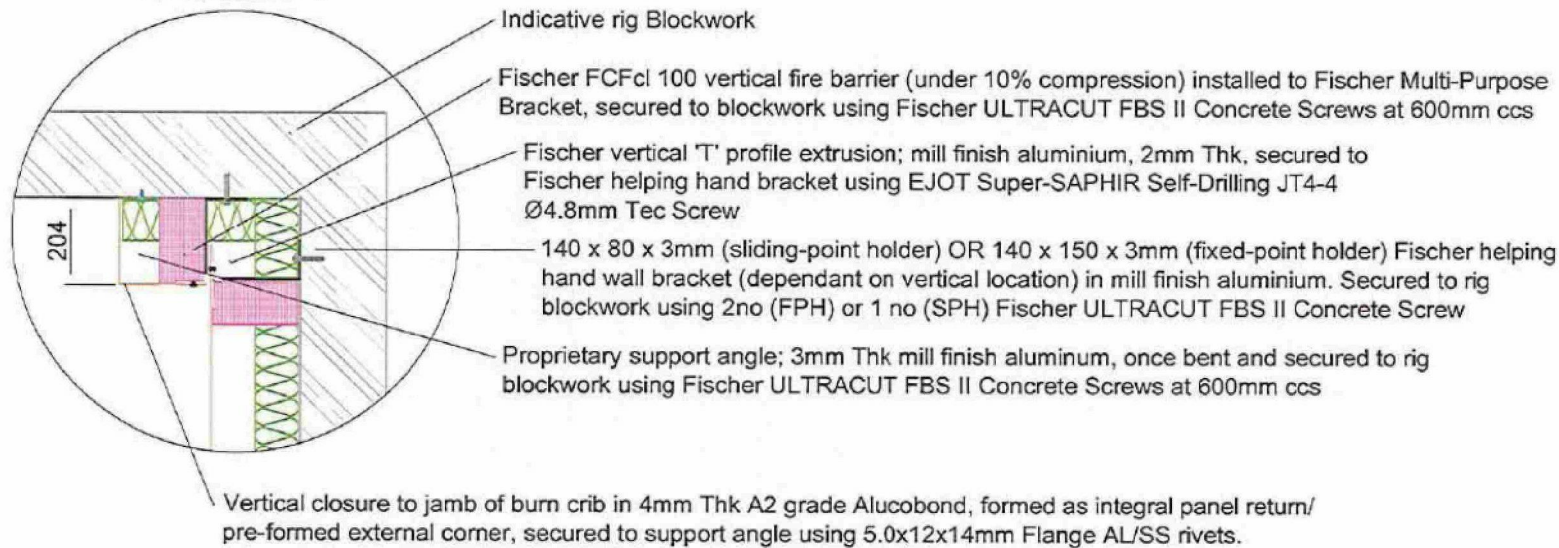 Indicative rig Blockwork
Fischer FCFcl 100 vertical fire barrier (under 10% compression) installed to Fischer Multi-Purpose
Bracket, secured to blockwork using Fischer ULTRACUT FBS II Concrete Screws at 600mm ccs
Fischer vertical 'T' profile extrusion; mill finish aluminium, 2mm Thk, secured to
Fischer helping hand bracket using EJOT Super-SAPHIR Self-Drilling JT4-4
Ø4.8mm Tec Screw
204
140 x 80 x 3mm (sliding-point holder) OR 140 x 150 x 3mm (fixed-point holder) Fischer helping
hand wall bracket (dependant on vertical location) in mill finish aluminium. Secured to rig
blockwork using 2no (FPH) or 1 no (SPH) Fischer ULTRACUT FBS II Concrete Screw
Proprietary support angle; 3mm Thk mill finish aluminum, once bent and secured to rig
blockwork using Fischer ULTRACUT FBS II Concrete Screws at 600mm ccs
Vertical closure to jamb of burn crib in 4mm Thk A2 grade Alucobond, formed as integral panel return/
pre-formed external corner, secured to support angle using 5.0x12x14mm Flange AL/SS rivets.